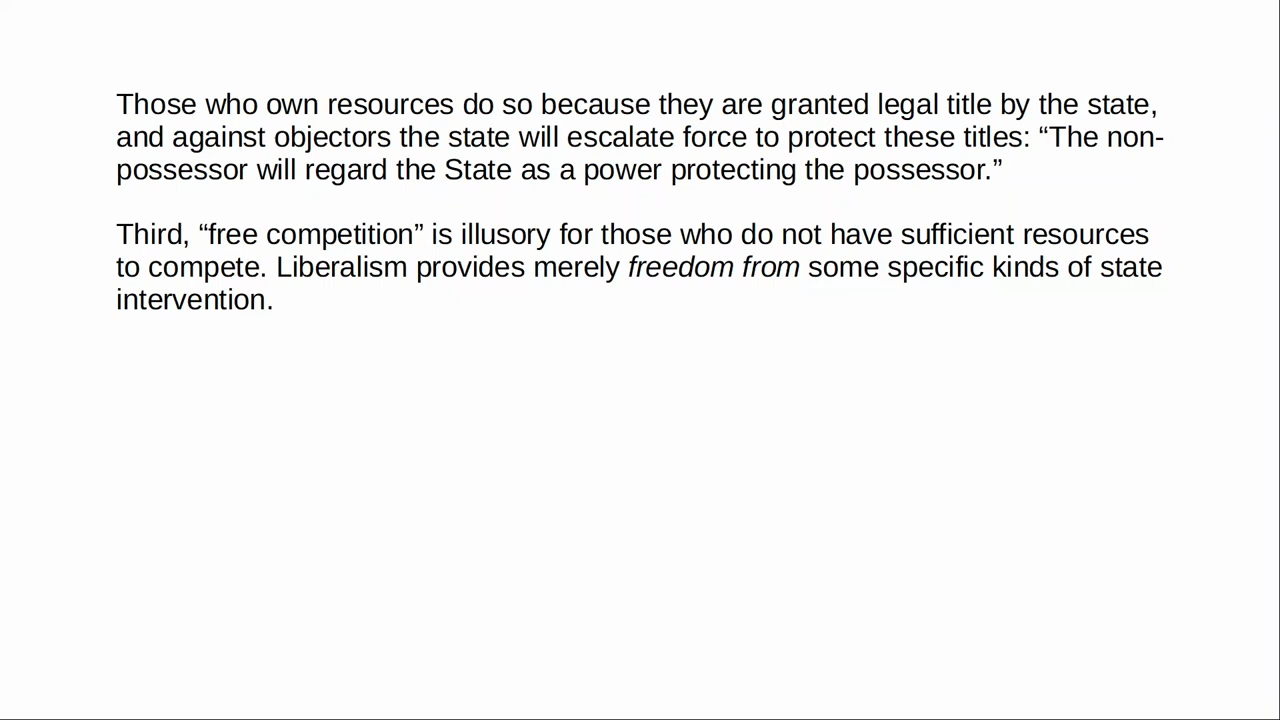 Those who own resources do so because they are granted legal title by the state,
and against objectors the state will escalate force to protect these titles: “The non-
possessor will regard the State as a power protecting the possessor.”
Third, “free competition” is illusory for those who do not have sufficient resources
to compete. Liberalism provides merely freedom from some specific kinds of state
intervention.